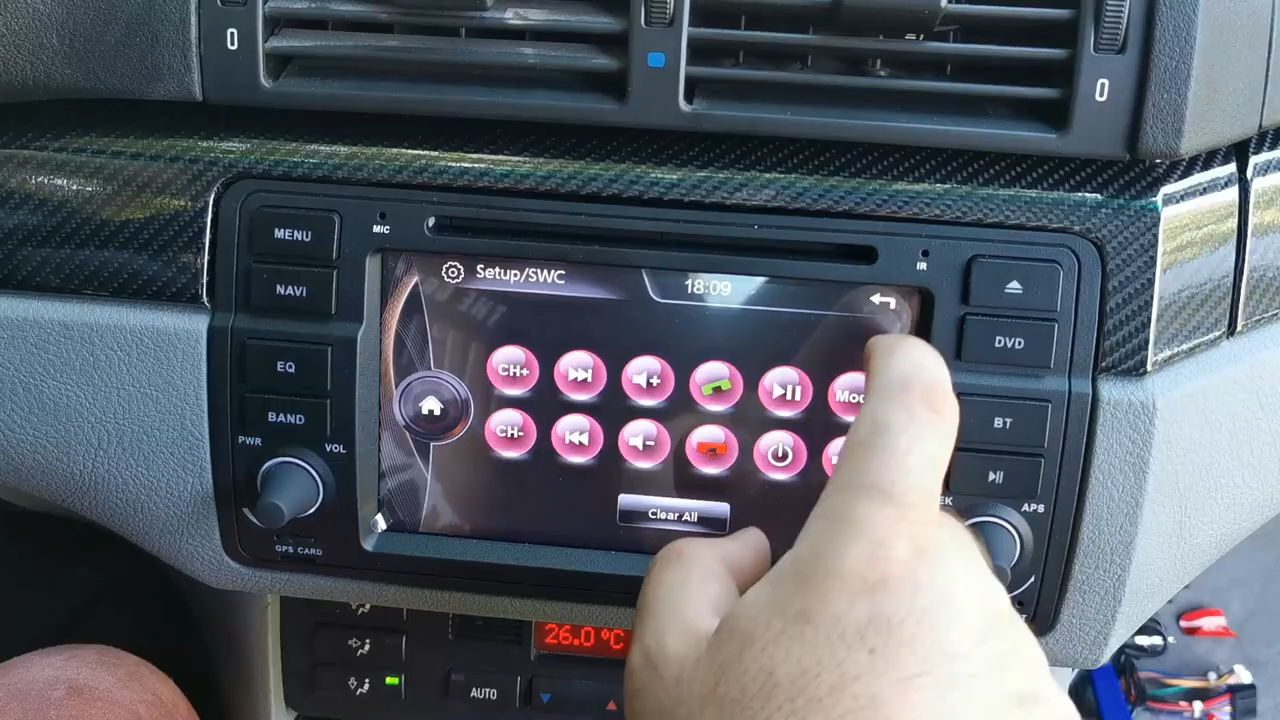 0
0
MIC
IR
MENU
NAVI
EQ
BAND
PWR
VOL
GPS CARD
Setup/SWC
18:09
CH+
CH-
Clear All
DVD
BT
APS
26.0 °C
AUTO